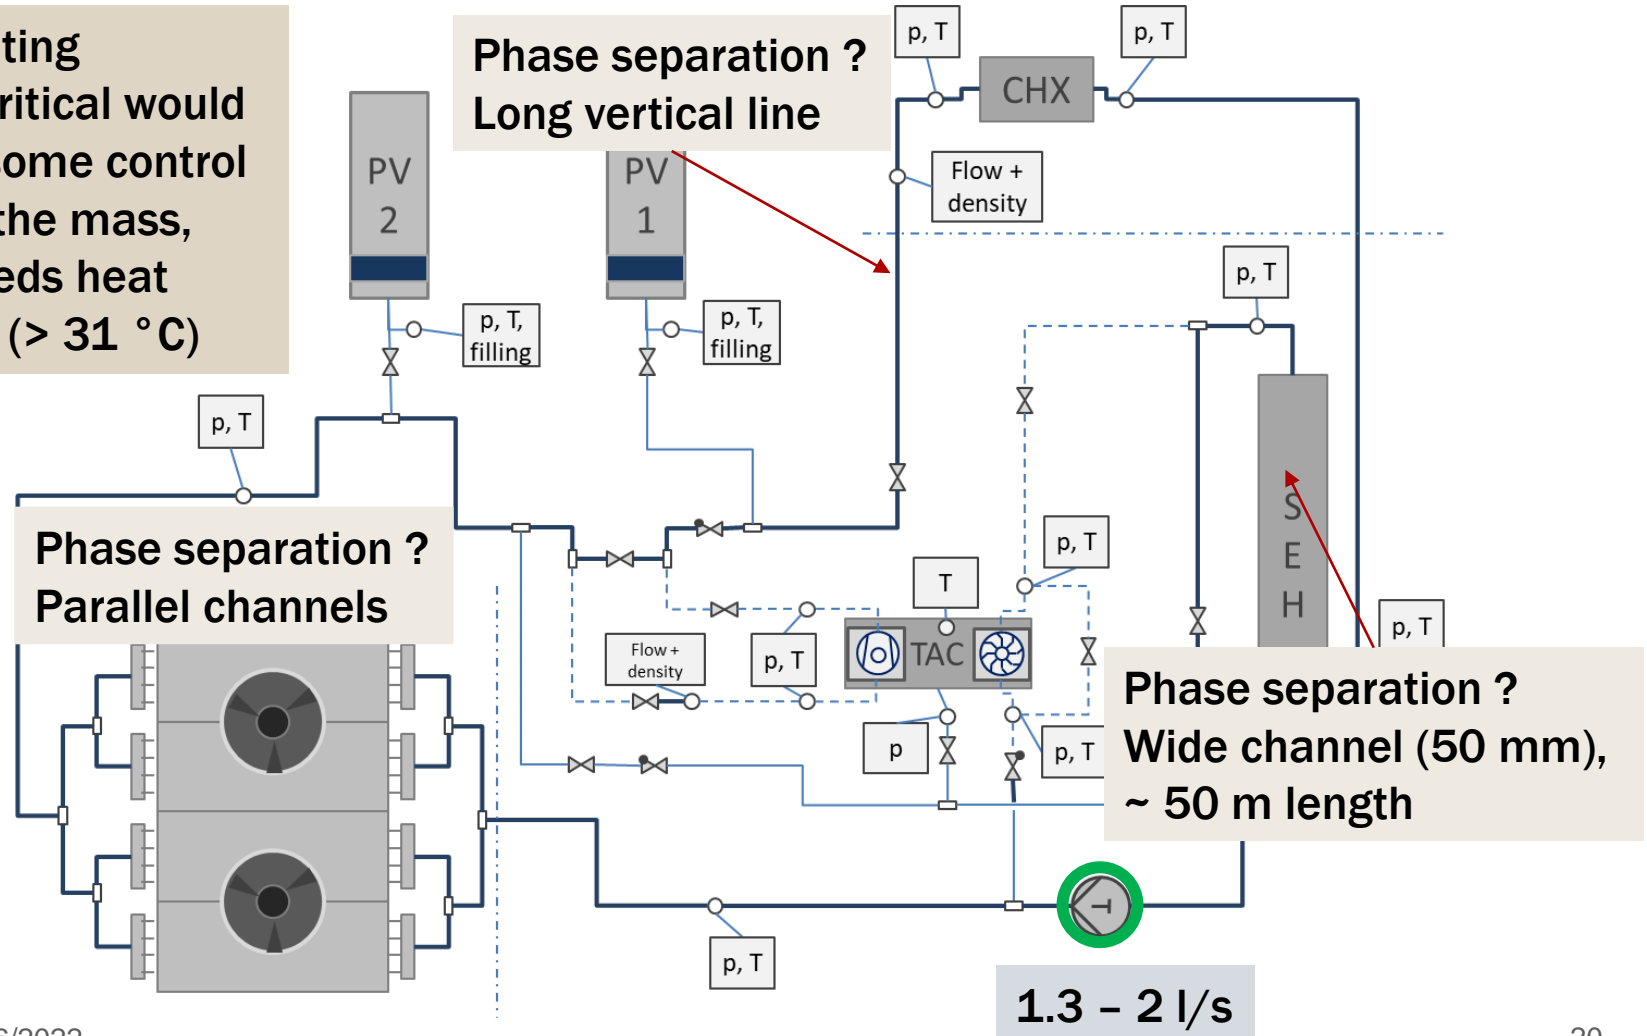 ting
ritical would
some control
the mass,
eds heat
(> 31 °C)
Phase separation ?
Long vertical line
p, T
p, T
CHX
PV
2
PV
1
Flow +
density
p, T
p, T,
filling
p, T,
filling
p, T
S
E
H
Phase separation ?
Parallel channels
p, T
T
p, T
Flow +
density
p, T
TAC
Phase separation ?
Wide channel (50 mm),
~ 50 m length
p
p, T
p, T
T
1.3 – 2 l/s